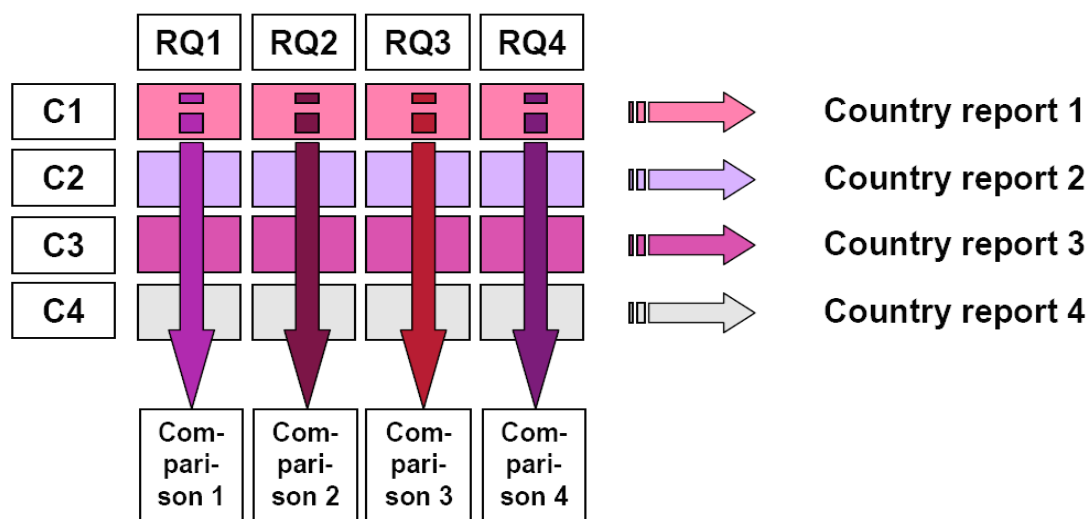 RQ1 RQ2 RQ3 RQ4
C1 Country report 1
C2 Country report 2
C3 Country report 3
C4 Country report 4
Com-
pari-
son 1
Com-
pari-
son 2
Com-
pari-
son 3
Com-
pari-
son 4